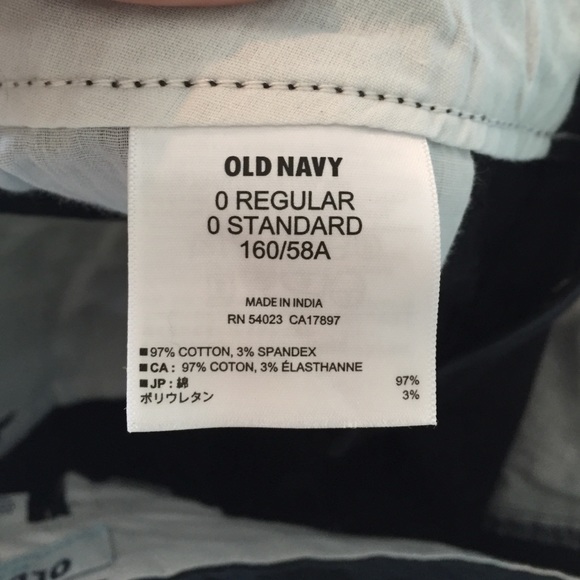 OLD NAVY
0 REGULAR
0 STANDARD
160/58A
MADE IN INDIA
RN 54023 CA17897
■97% COTTON, 3% SPANDEX
■CA : 97% COTON, 3% ÉLASTHANNE
■JP : 綿 97%
ポリウレタン 3%